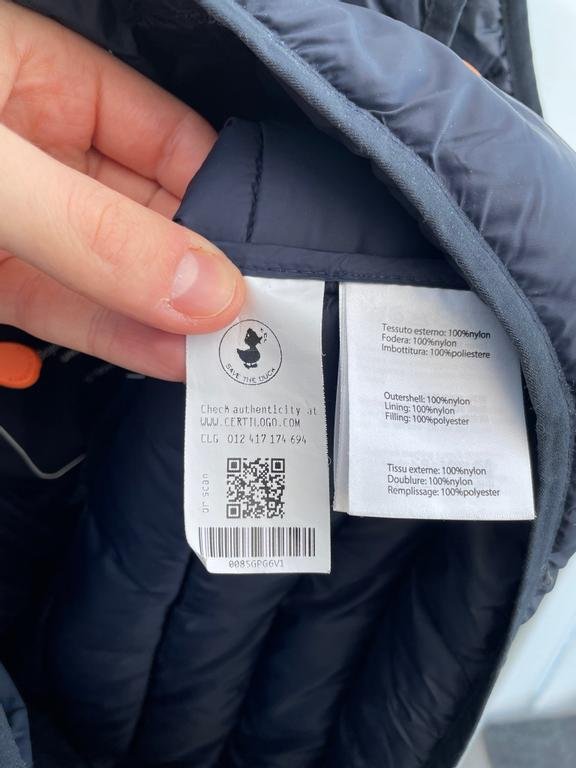 SAVE THE DUCK
Check authenticity at
WWW.CERTILOGO.COM
CLG 012 417 174 694
or scan
0085GPG6V1
Tessuto esterno: 100%nylon
Fodera: 100%nylon
Imbottitura: 100%poliestere
Outershell: 100%nylon
Lining: 100%nylon
Filling: 100%polyester
Tissu externe: 100%nylon
Doublure: 100%nylon
Remplissage: 100%polyester